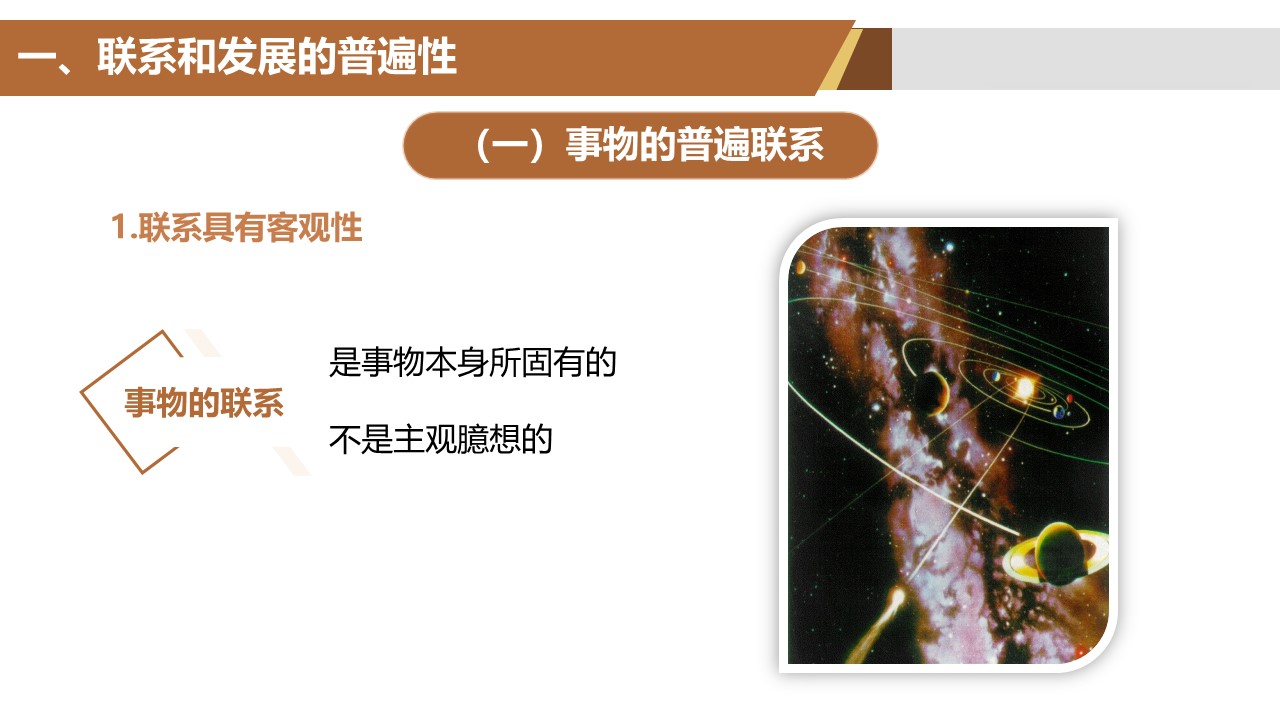 一、联系和发展的普遍性
（一）事物的普遍联系
1.联系具有客观性
是事物本身所固有的
事物的联系
不是主观臆想的